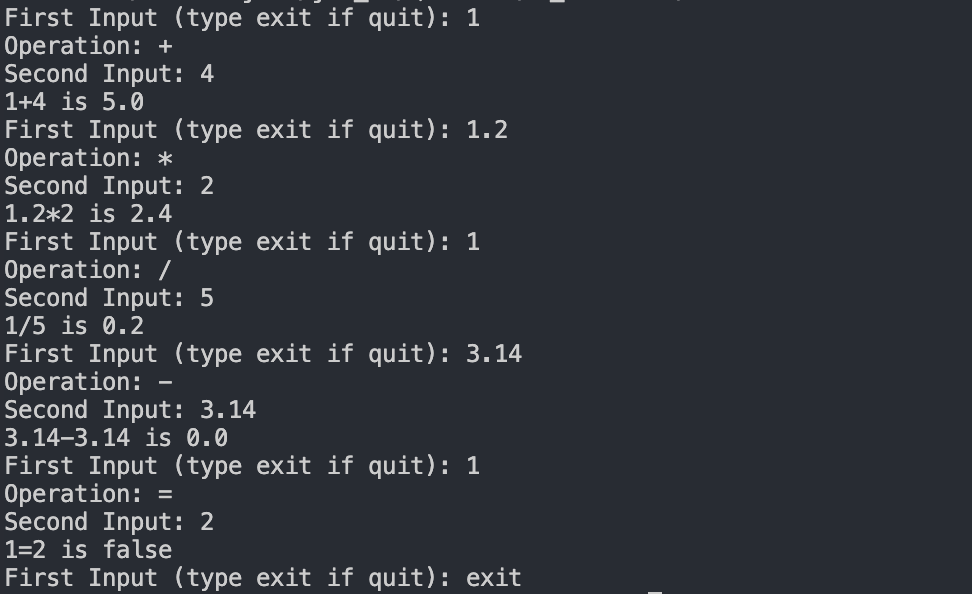 First Input (type exit if quit): 1
Operation: +
Second Input: 4
1+4 is 5.0
First Input (type exit if quit): 1.2
Operation: *
Second Input: 2
1.2*2 is 2.4
First Input (type exit if quit): 1
Operation: /
Second Input: 5
1/5 is 0.2
First Input (type exit if quit): 3.14
Operation: -
Second Input: 3.14
3.14-3.14 is 0.0
First Input (type exit if quit): 1
Operation: =
Second Input: 2
1=2 is false
First Input (type exit if quit): exit